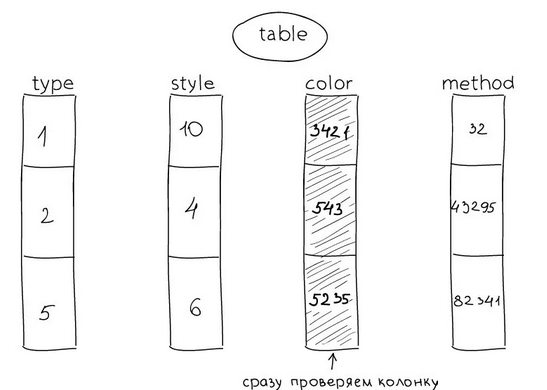 table
type style color method
1 10 3421 32
2 4 543 43295
5 6 5235 82341
сразу проверяем колонку